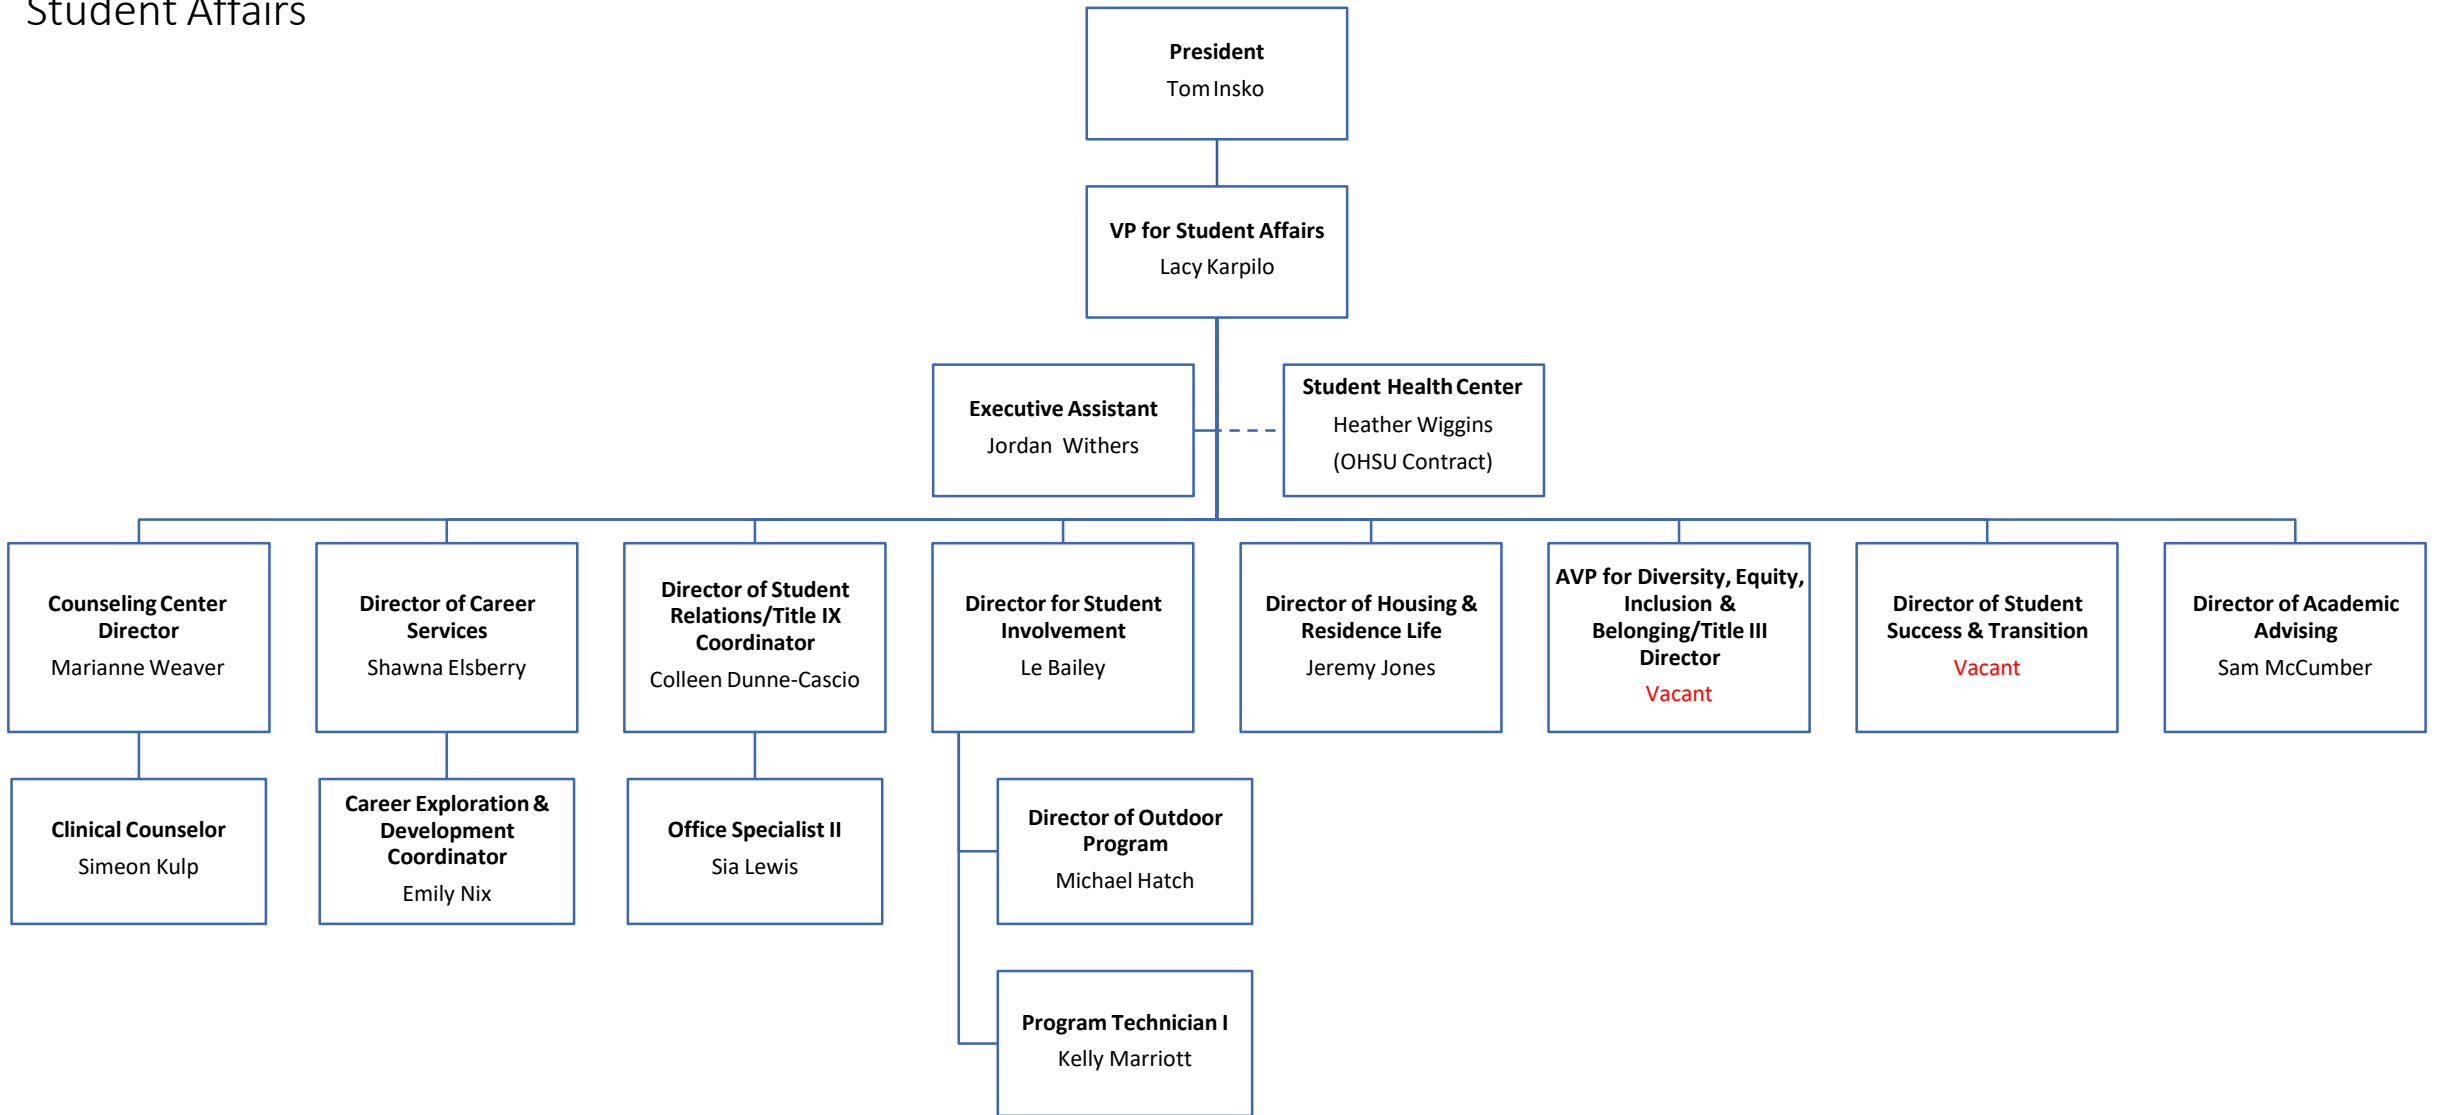 Student Affairs
President
Tom Insko
VP for Student Affairs
Lacy Karpilo
Executive Assistant
Jordan Withers
Student Health Center
Heather Wiggins
(OHSU Contract)
Counseling Center
Director
Marianne Weaver
Director of Career
Services
Shawna Elsberry
Director of Student
Relations/Title IX
Coordinator
Colleen Dunne-Cascio
Director for Student
Involvement
Le Bailey
Director of Housing &
Residence Life
Jeremy Jones
AVP for Diversity, Equity,
Inclusion &
Belonging/Title III
Director
Vacant
Director of Student
Success & Transition
Vacant
Director of Academic
Advising
Sam McCumber
Clinical Counselor
Simeon Kulp
Career Exploration &
Development
Coordinator
Emily Nix
Office Specialist II
Sia Lewis
Director of Outdoor
Program
Michael Hatch
Program Technician I
Kelly Marriott